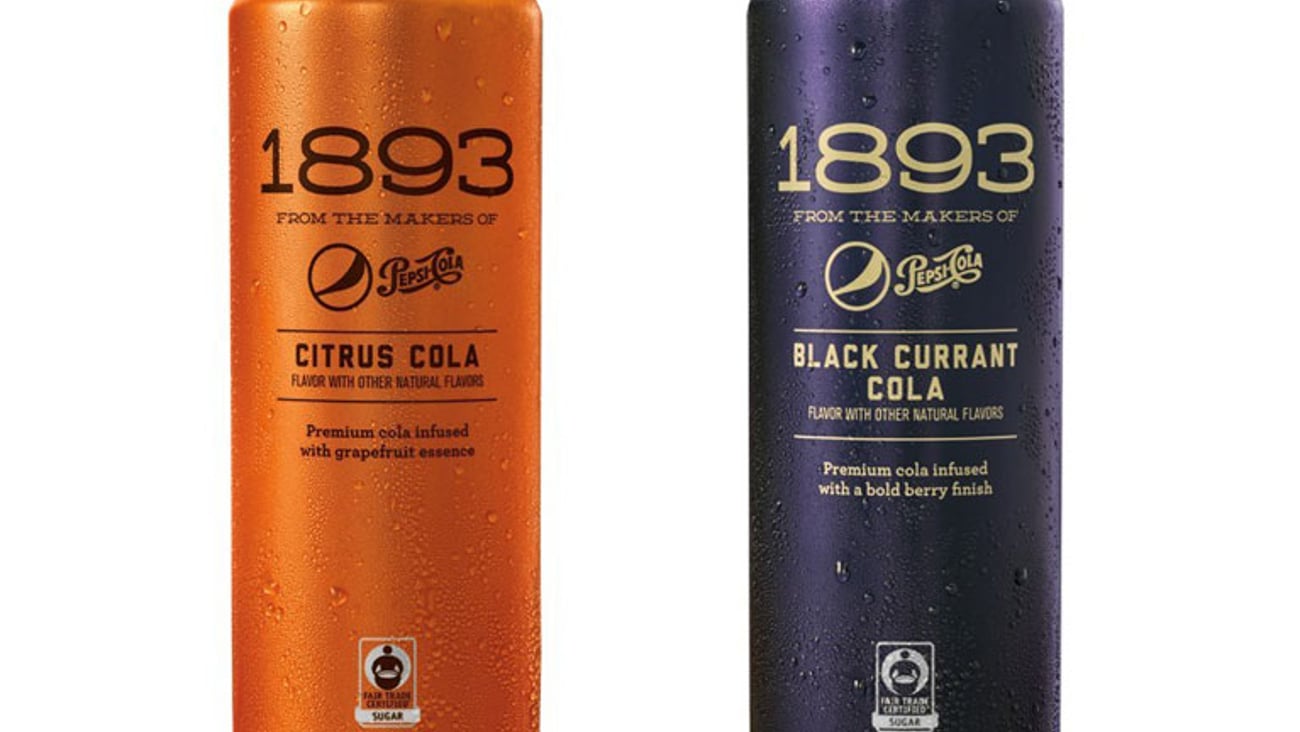 1893
FROM THE MAKERS OF
PEPSI-COLA
CITRUS COLA
FLAVOR WITH OTHER NATURAL FLAVORS
Premium cola infused
with grapefruit essence
FAIR TRADE
CERTIFIED
SUGAR
1893
FROM THE MAKERS OF
PEPSI-COLA
BLACK CURRANT
COLA
FLAVOR WITH OTHER NATURAL FLAVORS
Premium cola infused
with a bold berry finish
FAIR TRADE
CERTIFIED
SUGAR